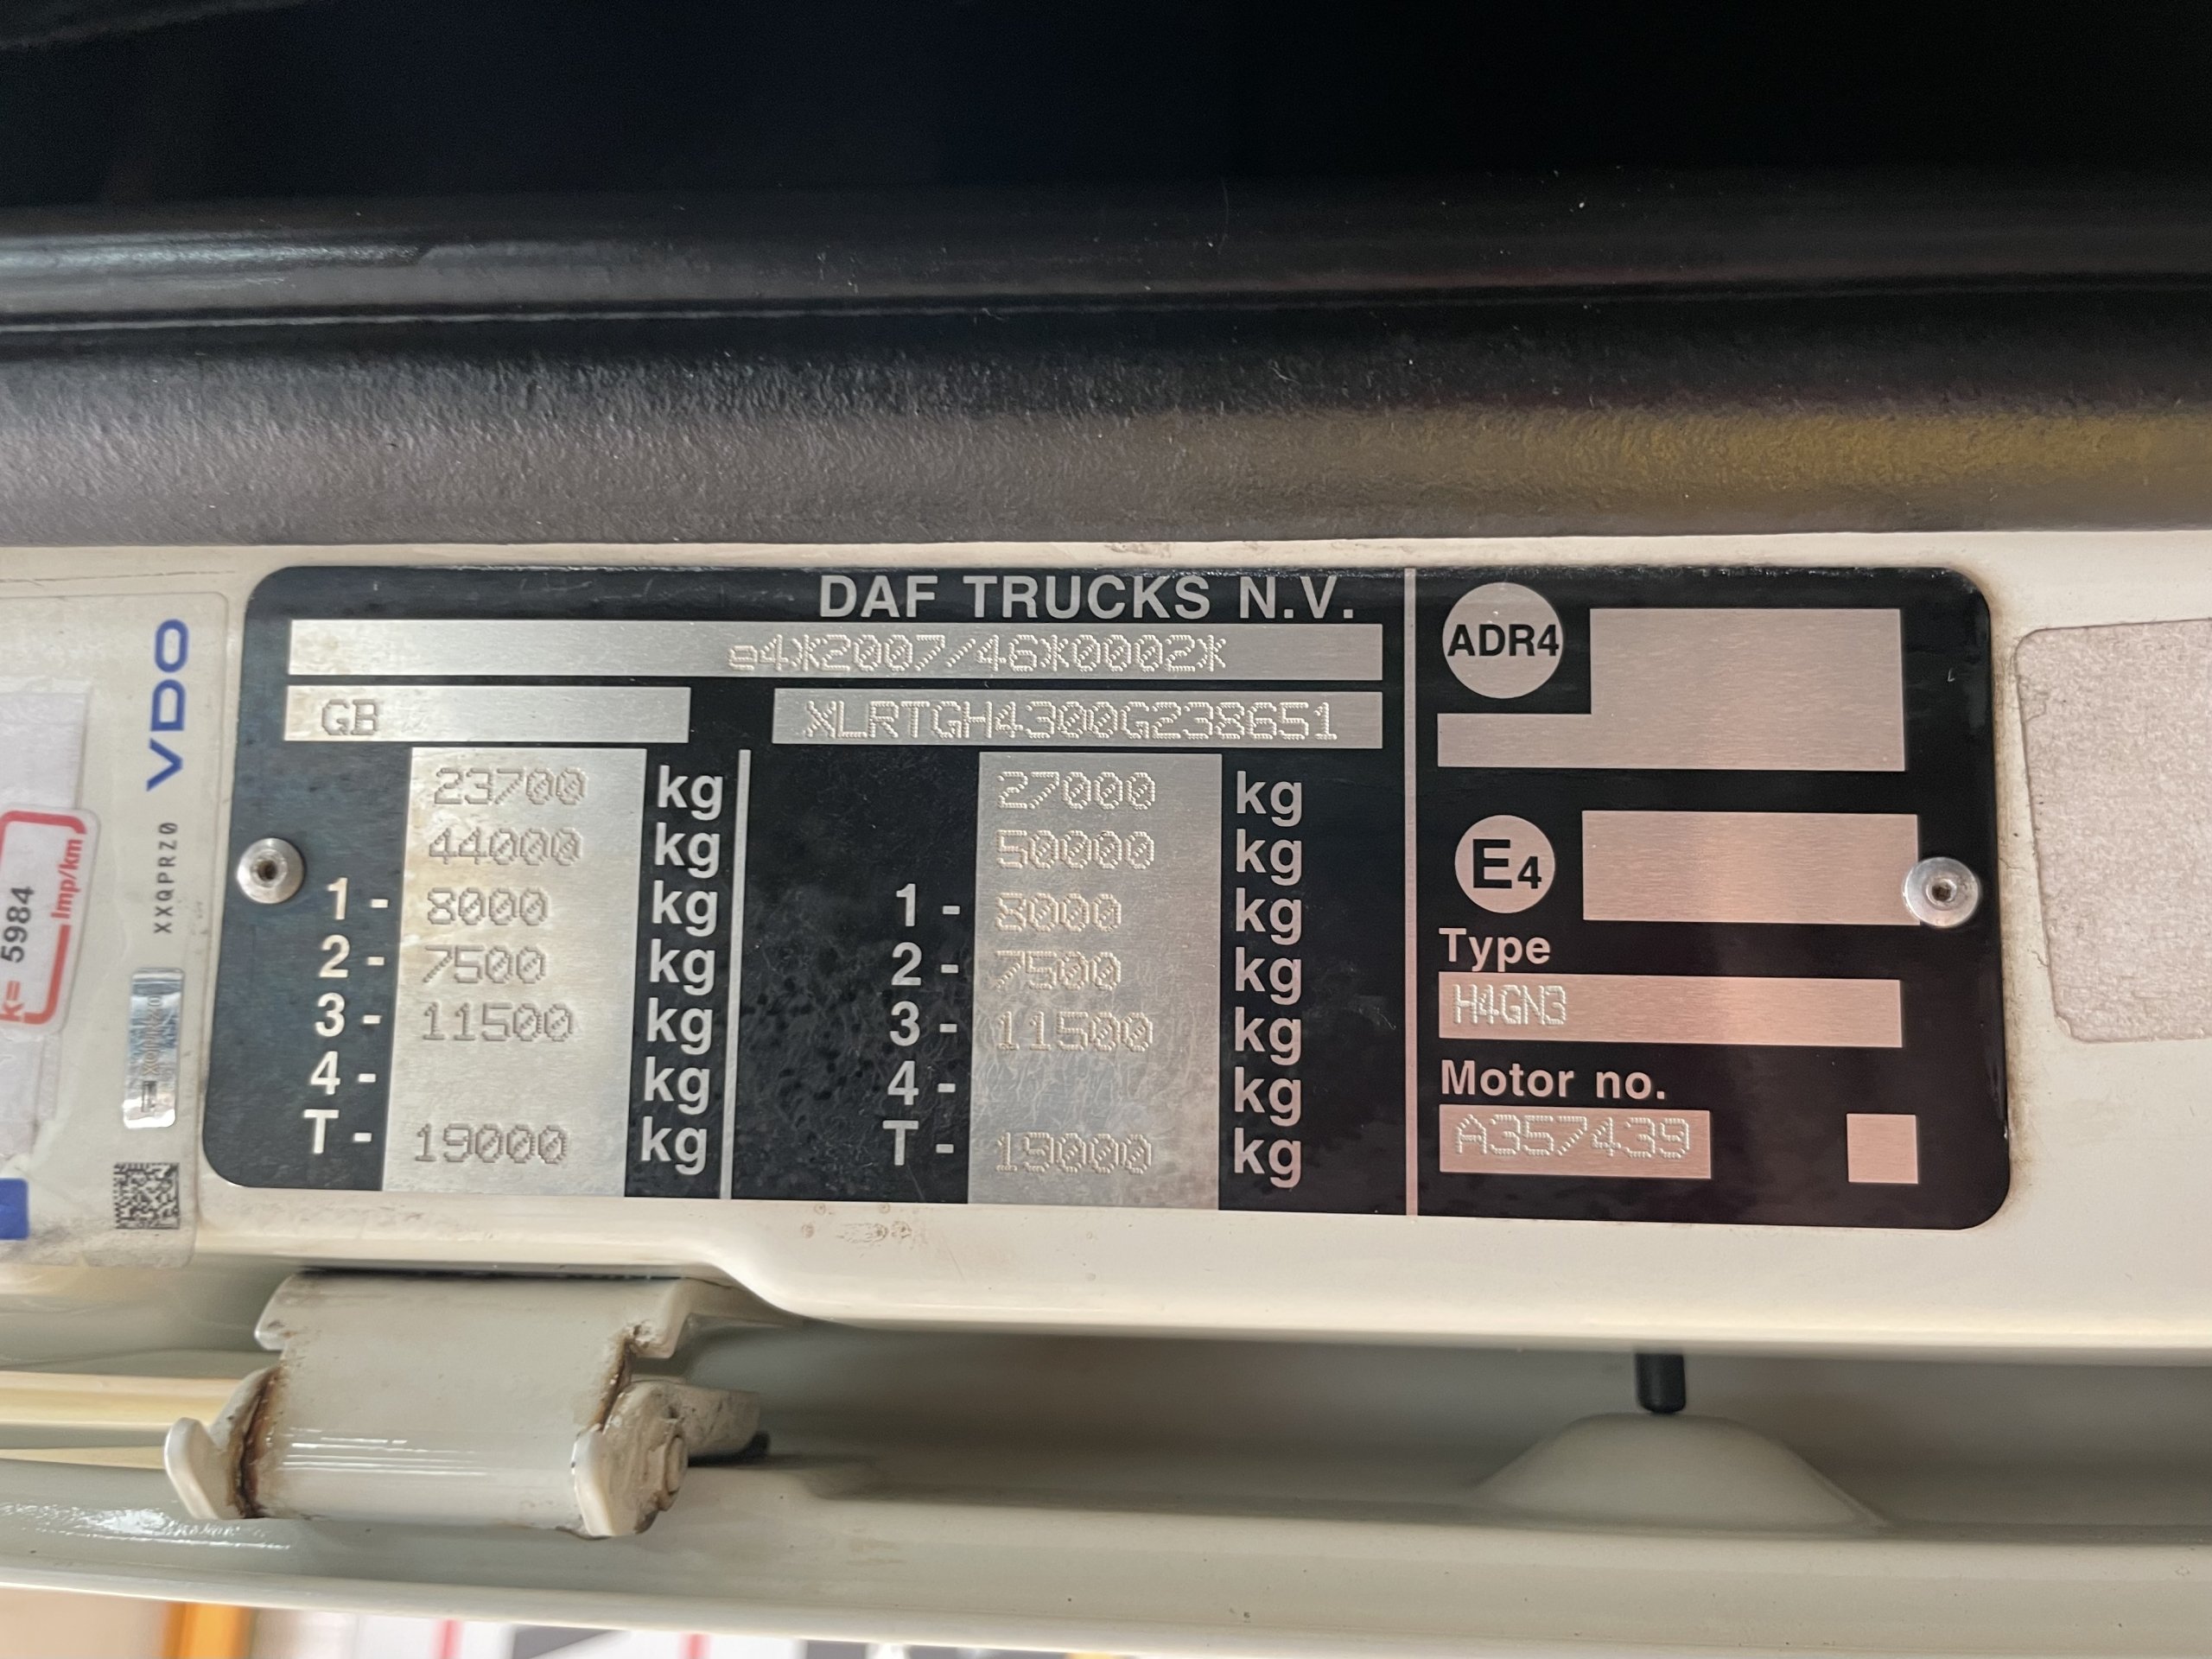 DAF TRUCKS N.V.
e4*2007/46*0002*
GB XLRTGH4300G238651
23700 kg 27000 kg
44000 kg 50000 kg
1 - 8000 kg 1 - 8000 kg
2 - 7500 kg 2 - 7500 kg
3 - 11500 kg 3 - 11500 kg
4 - kg 4 - kg
T - 19000 kg T - 19000 kg
ADR4
E4
Type
H4GN3
Motor no.
A357439
VDO
XXQPRZ0
k= 5984 Imp/km